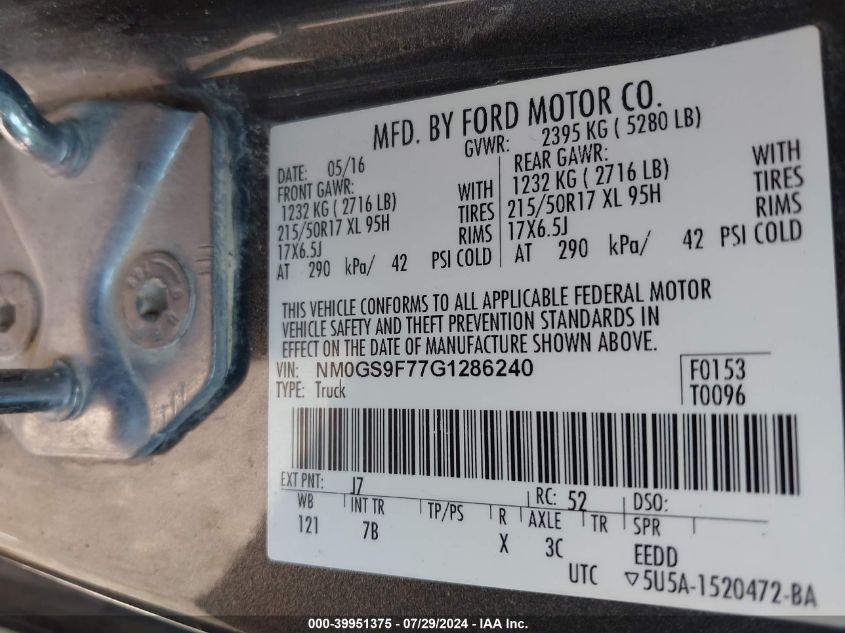 MFD. BY FORD MOTOR CO.
DATE: 05/16 GVWR: 2395 KG ( 5280 LB)
FRONT GAWR: REAR GAWR:
1232 KG ( 2716 LB) WITH 1232 KG ( 2716 LB) WITH
215/50R17 XL 95H TIRES 215/50R17 XL 95H TIRES
17X6.5J RIMS 17X6.5J RIMS
AT 290 kPa/ 42 PSI COLD AT 290 kPa/ 42 PSI COLD
THIS VEHICLE CONFORMS TO ALL APPLICABLE FEDERAL MOTOR
VEHICLE SAFETY AND THEFT PREVENTION STANDARDS IN
EFFECT ON THE DATE OF MANUFACTURE SHOWN ABOVE.
VIN: NM0GS9F77G1286240 F0153
TYPE: Truck T0096
EXT PNT: J7 RC: 52 DSO:
WB INT TR TP/PS R AXLE TR SPR
121 7B X 3C EEDD
UTC ▽5U5A-1520472-BA
000-39951375 - 07/29/2024 - IAA Inc.